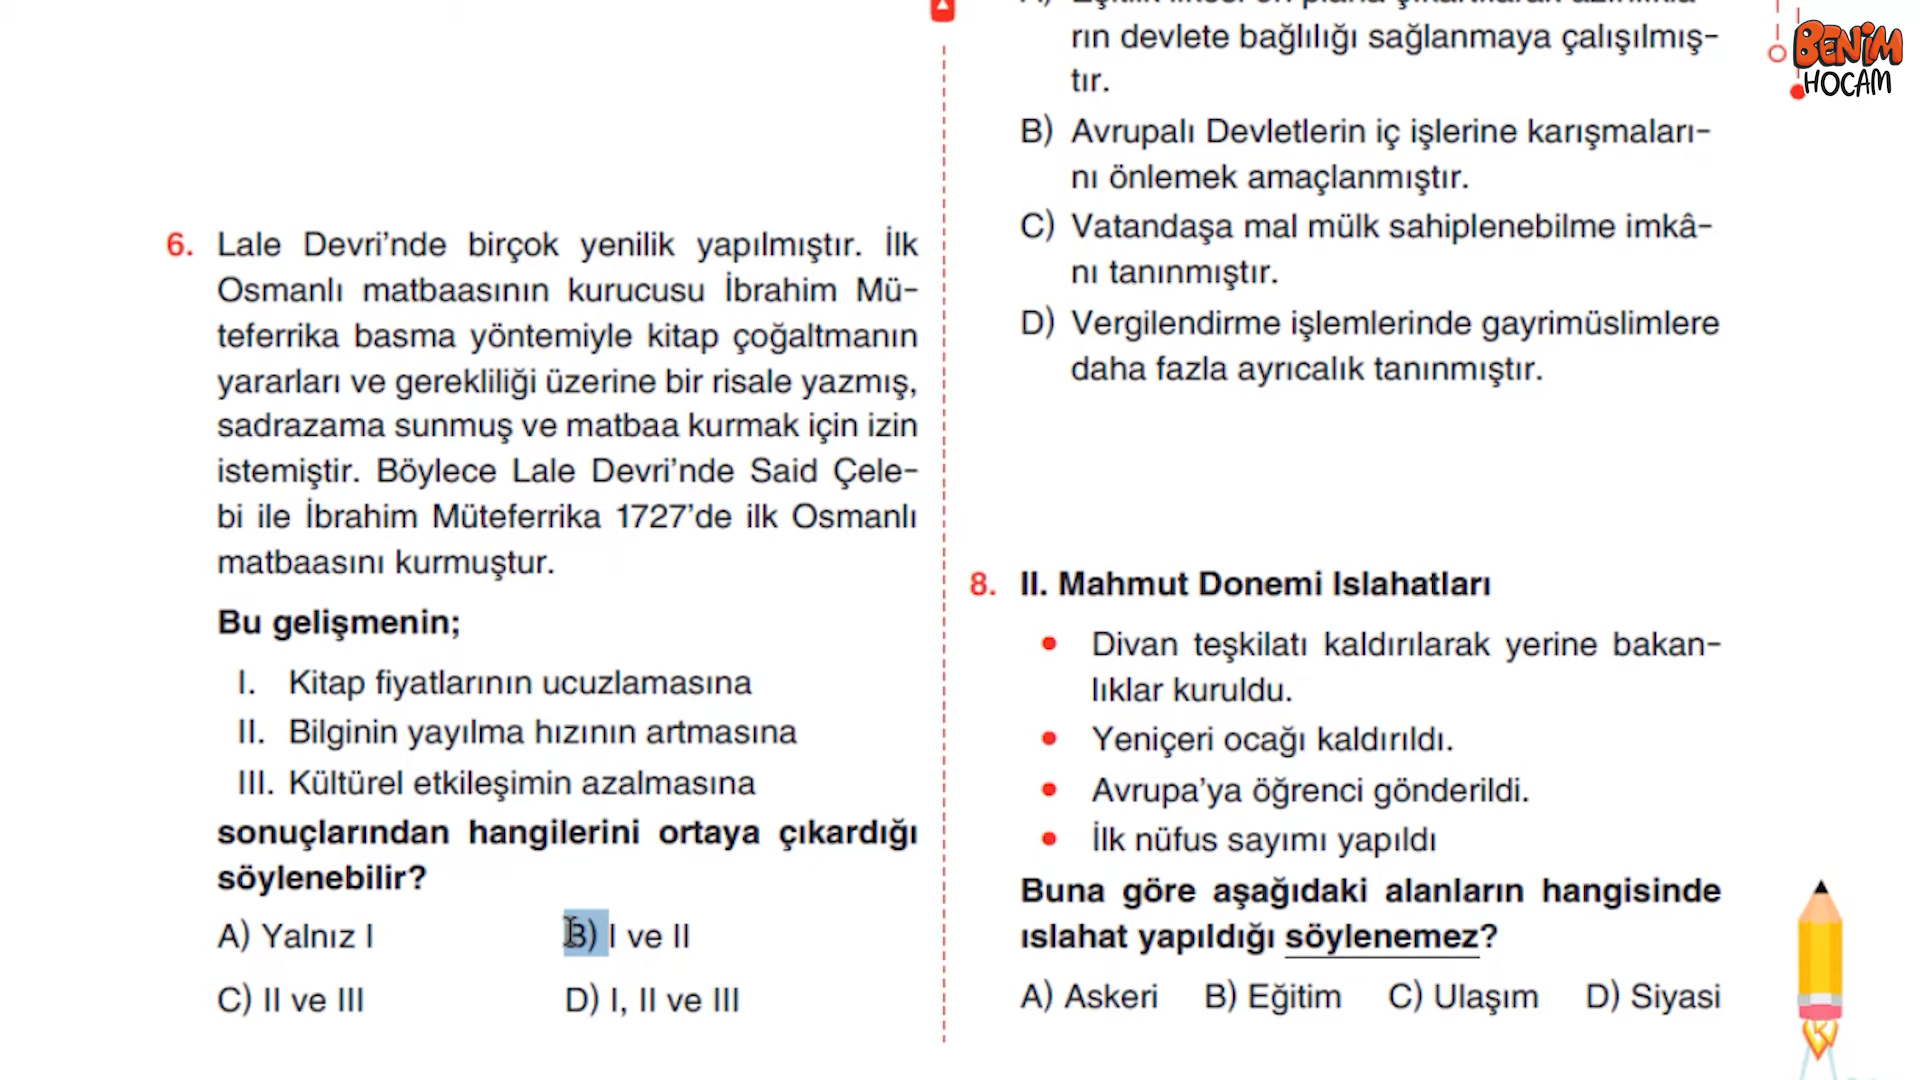 6. Lale Devri'nde birçok yenilik yapılmıştır. İlk
Osmanlı matbaasının kurucusu İbrahim Mü-
teferrika basma yöntemiyle kitap çoğaltmanın
yararları ve gerekliliği üzerine bir risale yazmış,
sadrazama sunmuş ve matbaa kurmak için izin
istemiştir. Böylece Lale Devri'nde Said Çele-
bi ile İbrahim Müteferrika 1727'de ilk Osmanlı
matbaasını kurmuştur.
Bu gelişmenin;
I. Kitap fiyatlarının ucuzlamasına
II. Bilginin yayılma hızının artmasına
III. Kültürel etkileşimin azalmasına
sonuçlarından hangilerini ortaya çıkardığı
söylenebilir?
A) Yalnız I B) I ve II
C) II ve III D) I, II ve III
A) Eşitlik ilkesi ön plana çıkartılarak azınlıkla-
rın devlete bağlılığı sağlanmaya çalışılmış-
tır.
B) Avrupalı Devletlerin iç işlerine karışmaları-
nı önlemek amaçlanmıştır.
C) Vatandaşa mal mülk sahiplenebilme imkâ-
nı tanınmıştır.
D) Vergilendirme işlemlerinde gayrimüslimlere
daha fazla ayrıcalık tanınmıştır.
8. II. Mahmut Donemi Islahatları
• Divan teşkilatı kaldırılarak yerine bakan-
lıklar kuruldu.
• Yeniçeri ocağı kaldırıldı.
• Avrupa'ya öğrenci gönderildi.
• İlk nüfus sayımı yapıldı
Buna göre aşağıdaki alanların hangisinde
ıslahat yapıldığı söylenemez?
A) Askeri B) Eğitim C) Ulaşım D) Siyasi
BENİM
HOCAM